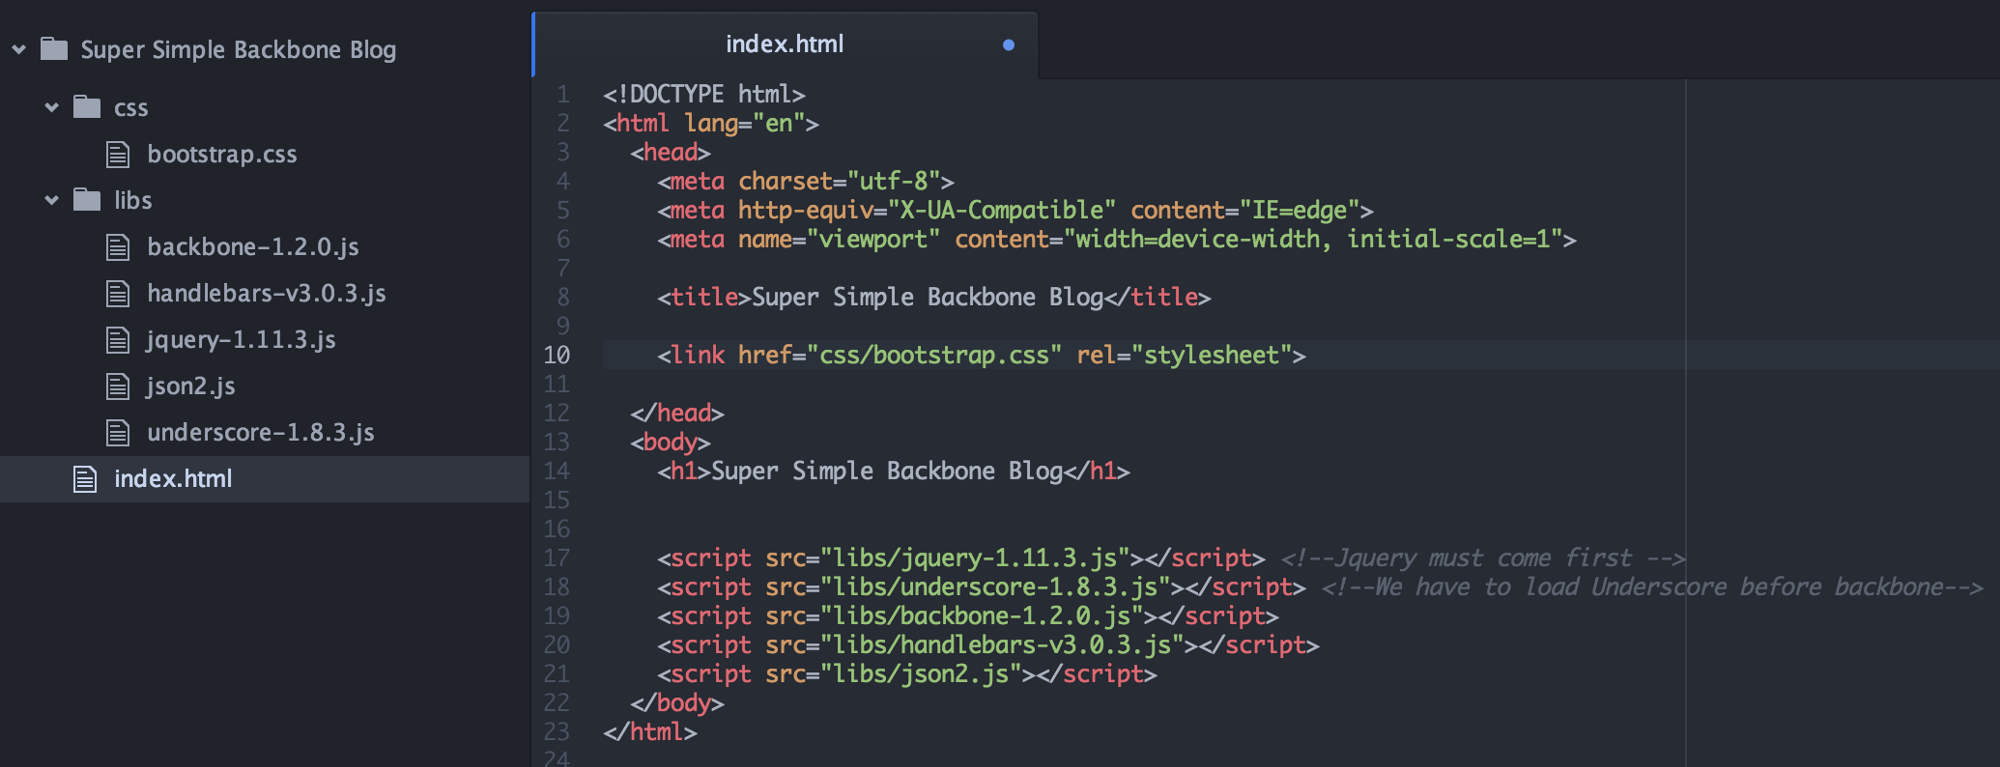 Super Simple Backbone Blog
css
bootstrap.css
libs
backbone-1.2.0.js
handlebars-v3.0.3.js
jquery-1.11.3.js
json2.js
underscore-1.8.3.js
index.html
index.html
1 <!DOCTYPE html>
2 <html lang="en">
3 <head>
4 <meta charset="utf-8">
5 <meta http-equiv="X-UA-Compatible" content="IE=edge">
6 <meta name="viewport" content="width=device-width, initial-scale=1">
7
8 <title>Super Simple Backbone Blog</title>
9
10 <link href="css/bootstrap.css" rel="stylesheet">
11
12 </head>
13 <body>
14 <h1>Super Simple Backbone Blog</h1>
15
16
17 <script src="libs/jquery-1.11.3.js"></script> <!--Jquery must come first -->
18 <script src="libs/underscore-1.8.3.js"></script> <!--We have to load Underscore before backbone-->
19 <script src="libs/backbone-1.2.0.js"></script>
20 <script src="libs/handlebars-v3.0.3.js"></script>
21 <script src="libs/json2.js"></script>
22 </body>
23 </html>
24